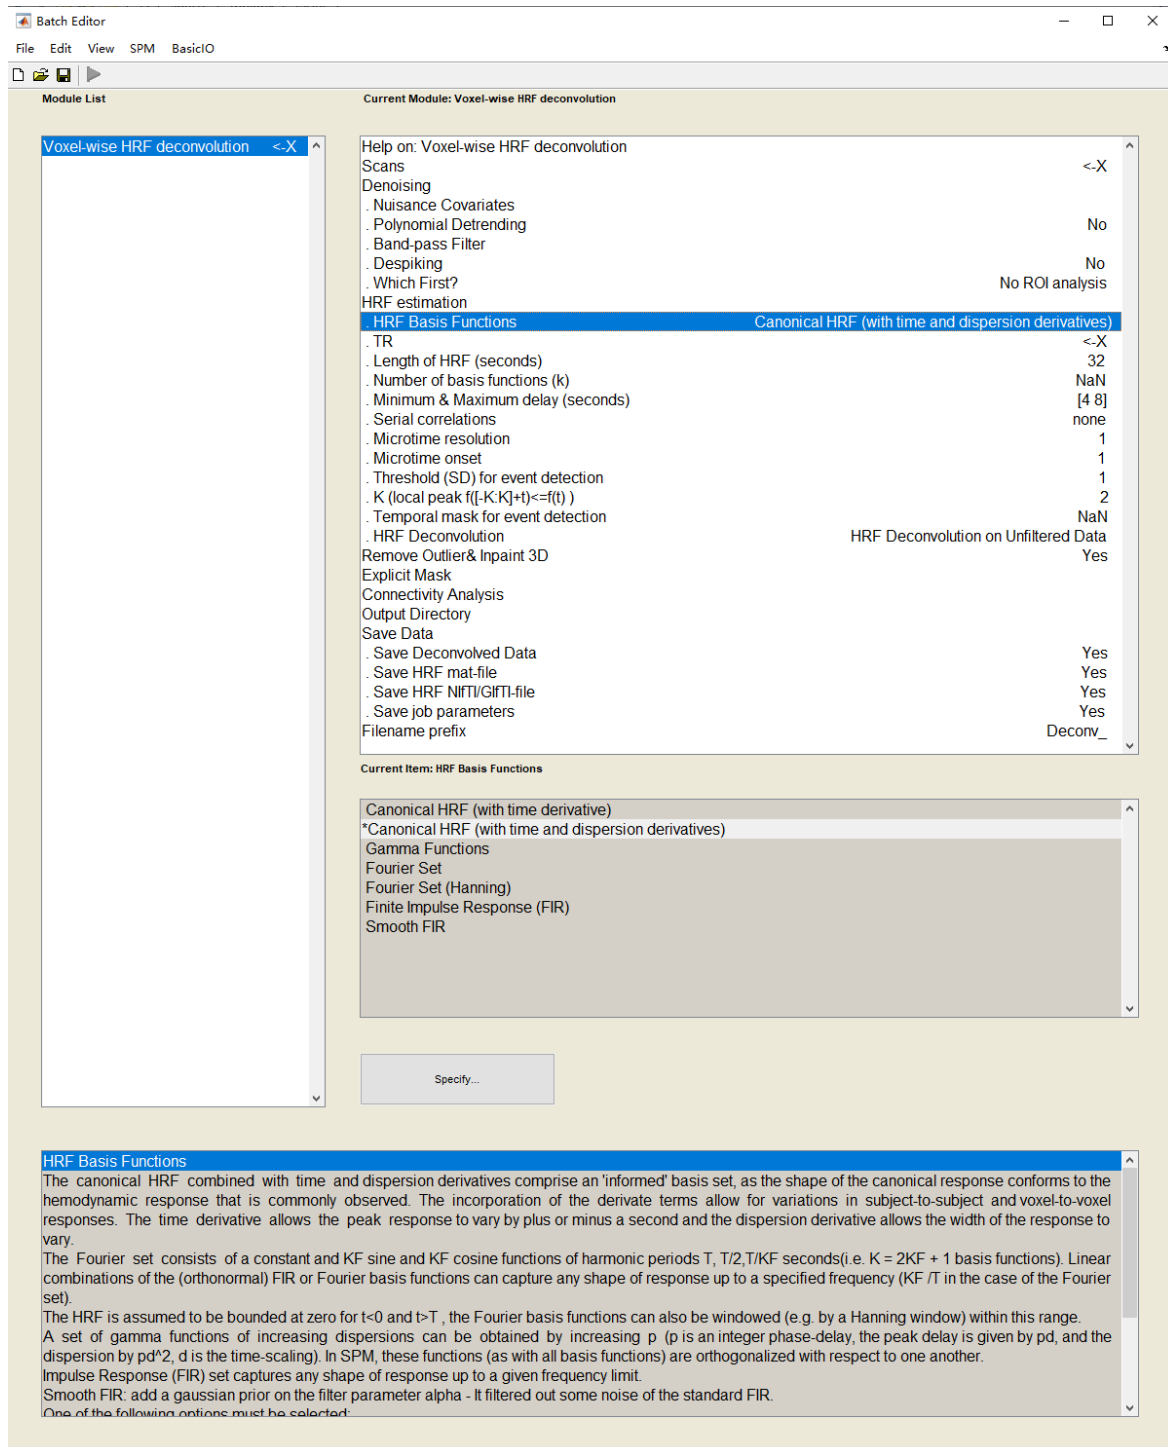 Batch Editor
File Edit View SPM BasicIO
Module List
Current Module: Voxel-wise HRF deconvolution
Voxel-wise HRF deconvolution <-X
Help on: Voxel-wise HRF deconvolution
Scans <-X
Denoising
. Nuisance Covariates
. Polynomial Detrending No
. Band-pass Filter
. Despiking No
. Which First? No ROI analysis
HRF estimation
. HRF Basis Functions Canonical HRF (with time and dispersion derivatives)
. TR <-X
. Length of HRF (seconds) 32
. Number of basis functions (k) NaN
. Minimum & Maximum delay (seconds) [4 8]
. Serial correlations none
. Microtime resolution 1
. Microtime onset 1
. Threshold (SD) for event detection 1
. K (local peak f([-K:K]+t)<=f(t) ) 2
. Temporal mask for event detection NaN
. HRF Deconvolution HRF Deconvolution on Unfiltered Data
Remove Outlier& Inpaint 3D Yes
Explicit Mask
Connectivity Analysis
Output Directory
Save Data
. Save Deconvolved Data Yes
. Save HRF mat-file Yes
. Save HRF NIfTI/GIfTI-file Yes
. Save job parameters Yes
Filename prefix Deconv_
Current Item: HRF Basis Functions
Canonical HRF (with time derivative)
*Canonical HRF (with time and dispersion derivatives)
Gamma Functions
Fourier Set
Fourier Set (Hanning)
Finite Impulse Response (FIR)
Smooth FIR
Specify...
HRF Basis Functions
The canonical HRF combined with time and dispersion derivatives comprise an 'informed' basis set, as the shape of the canonical response conforms to the
hemodynamic response that is commonly observed. The incorporation of the derivate terms allow for variations in subject-to-subject and voxel-to-voxel
responses. The time derivative allows the peak response to vary by plus or minus a second and the dispersion derivative allows the width of the response to
vary.
The Fourier set consists of a constant and KF sine and KF cosine functions of harmonic periods T, T/2,T/KF seconds(i.e. K = 2KF + 1 basis functions). Linear
combinations of the (orthonormal) FIR or Fourier basis functions can capture any shape of response up to a specified frequency (KF /T in the case of the Fourier
set).
The HRF is assumed to be bounded at zero for t<0 and t>T , the Fourier basis functions can also be windowed (e.g. by a Hanning window) within this range.
A set of gamma functions of increasing dispersions can be obtained by increasing p (p is an integer phase-delay, the peak delay is given by pd, and the
dispersion by pd^2, d is the time-scaling). In SPM, these functions (as with all basis functions) are orthogonalized with respect to one another.
Impulse Response (FIR) set captures any shape of response up to a given frequency limit.
Smooth FIR: add a gaussian prior on the filter parameter alpha - It filtered out some noise of the standard FIR.
One of the following options must be selected: